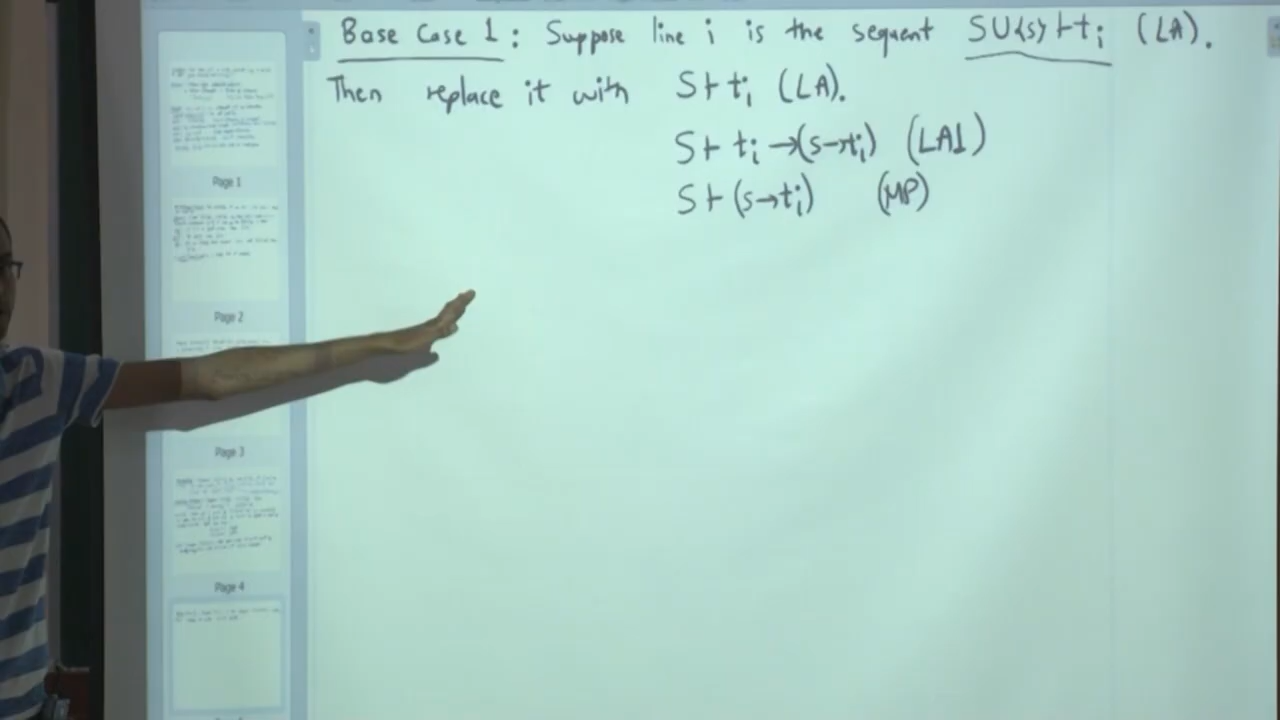 Base Case 1 : Suppose line i is the sequent S∪{s}⊢tᵢ (LA).
Then replace it with S⊢tᵢ (LA).
S⊢tᵢ→(s→tᵢ) (LA1)
S⊢(s→tᵢ) (MP)
Page 1
Page 2
Page 3
Page 4